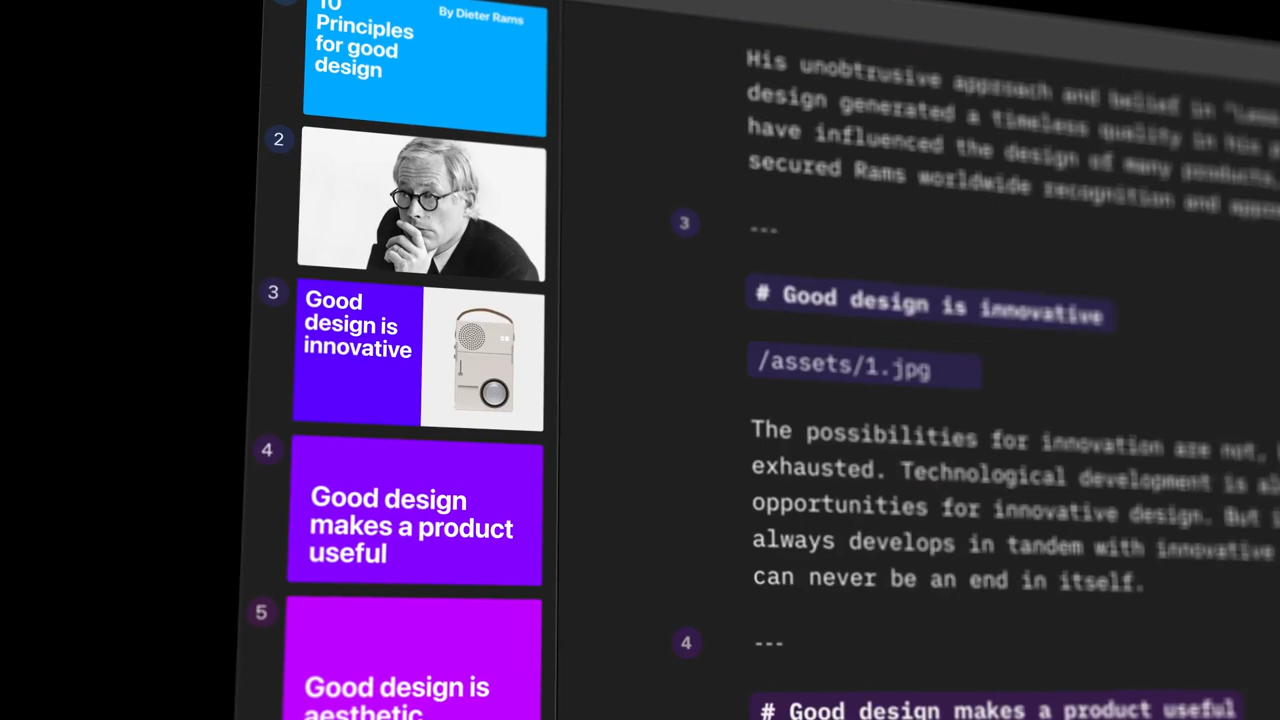 10
Principles
for good
design
By Dieter Rams
2
3
Good
design is
innovative
4
Good design
makes a product
useful
5
Good design is
aesthetic
His unobtrusive approach and belief in "Less
design generated a timeless quality in his
have influenced the design of many products,
secured Rams worldwide recognition and
3
---
# Good design is innovative
/assets/1.jpg
The possibilities for innovation are not,
exhausted. Technological development is
opportunities for innovative design. But
always develops in tandem with innovative
can never be an end in itself.
4
---
# Good design makes a product useful